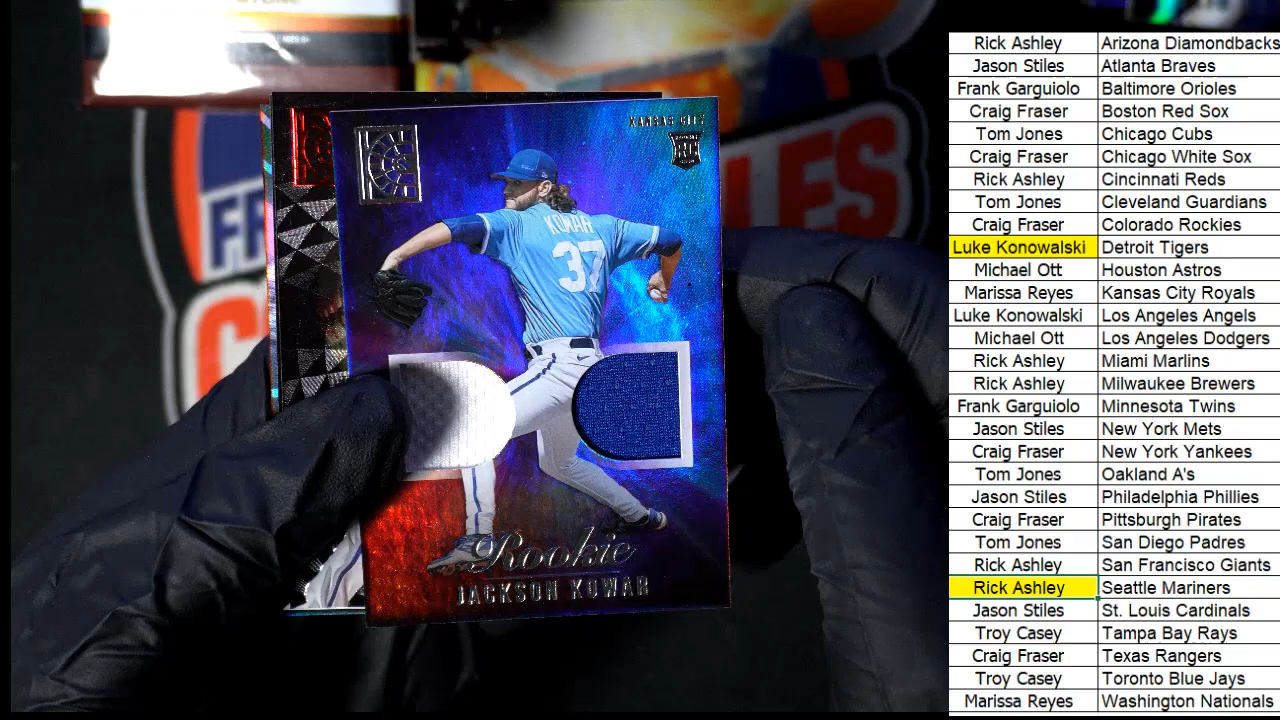 KANSAS CITY
RC
KOWAR
37
Rookie
JACKSON KOWAR
Rick Ashley Arizona Diamondbacks
Jason Stiles Atlanta Braves
Frank Garguiolo Baltimore Orioles
Craig Fraser Boston Red Sox
Tom Jones Chicago Cubs
Craig Fraser Chicago White Sox
Rick Ashley Cincinnati Reds
Tom Jones Cleveland Guardians
Craig Fraser Colorado Rockies
Luke Konowalski Detroit Tigers
Michael Ott Houston Astros
Marissa Reyes Kansas City Royals
Luke Konowalski Los Angeles Angels
Michael Ott Los Angeles Dodgers
Rick Ashley Miami Marlins
Rick Ashley Milwaukee Brewers
Frank Garguiolo Minnesota Twins
Jason Stiles New York Mets
Craig Fraser New York Yankees
Tom Jones Oakland A's
Jason Stiles Philadelphia Phillies
Craig Fraser Pittsburgh Pirates
Tom Jones San Diego Padres
Rick Ashley San Francisco Giants
Rick Ashley Seattle Mariners
Jason Stiles St. Louis Cardinals
Troy Casey Tampa Bay Rays
Craig Fraser Texas Rangers
Troy Casey Toronto Blue Jays
Marissa Reyes Washington Nationals